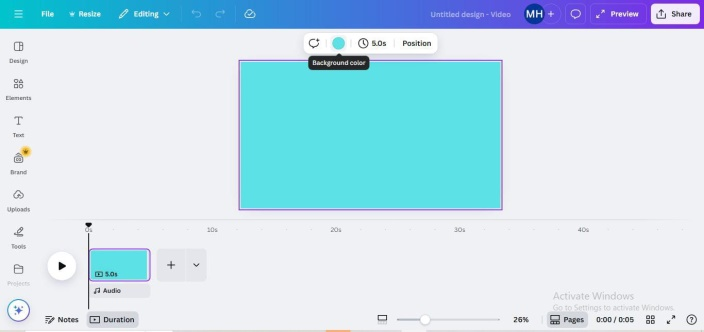 File Resize Editing Untitled design - Video MH + Preview Share
5.0s Position
Background color
Design
Elements
Text
Brand
Uploads
Tools
Projects
0s 10s 20s 30s 40s
5.0s
Audio
Activate Windows
Go to Settings to activate Windows.
Notes Duration 26% Pages 0:00 / 0:05